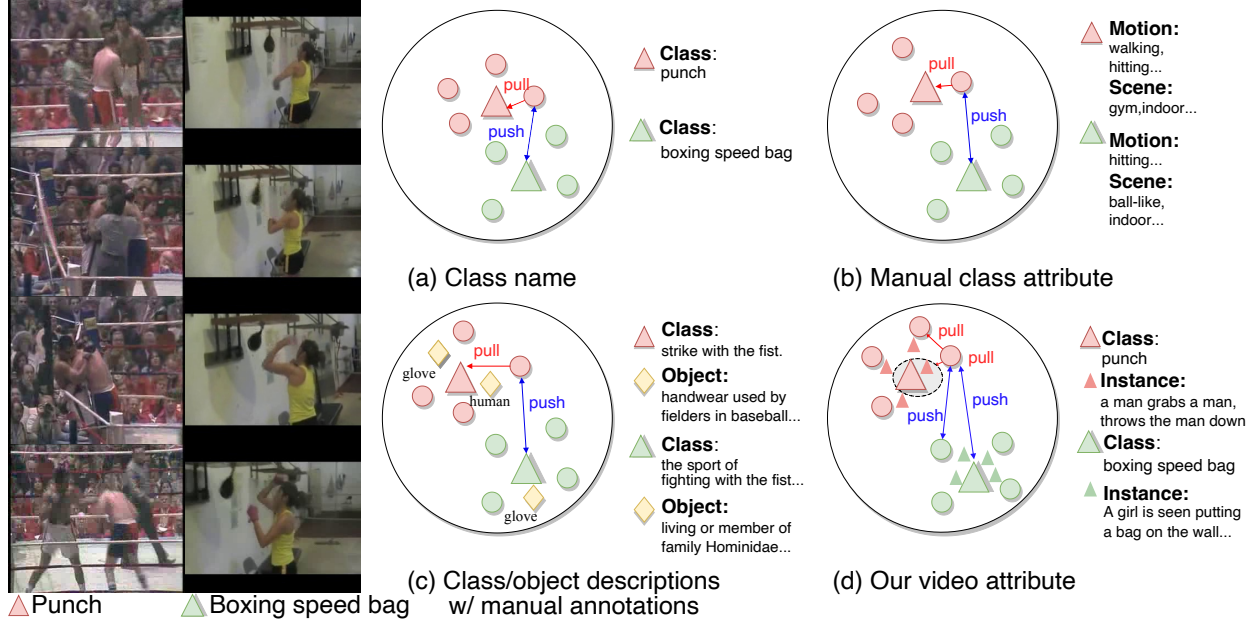 pull
push
Class:
punch
Class:
boxing speed bag
(a) Class name
pull
push
Motion:
walking,
hitting...
Scene:
gym,indoor...
Motion:
hitting...
Scene:
ball-like,
indoor...
(b) Manual class attribute
glove
pull
human
push
glove
Class:
strike with the fist.
Object:
handwear used by
fielders in baseball...
Class:
the sport of
fighting with the fist...
Object:
living or member of
family Hominidae...
(c) Class/object descriptions
w/ manual annotations
pull
pull
push
push
Class:
punch
Instance:
a man grabs a man,
throws the man down
Class:
boxing speed bag
Instance:
A girl is seen putting
a bag on the wall...
(d) Our video attribute
Punch
Boxing speed bag